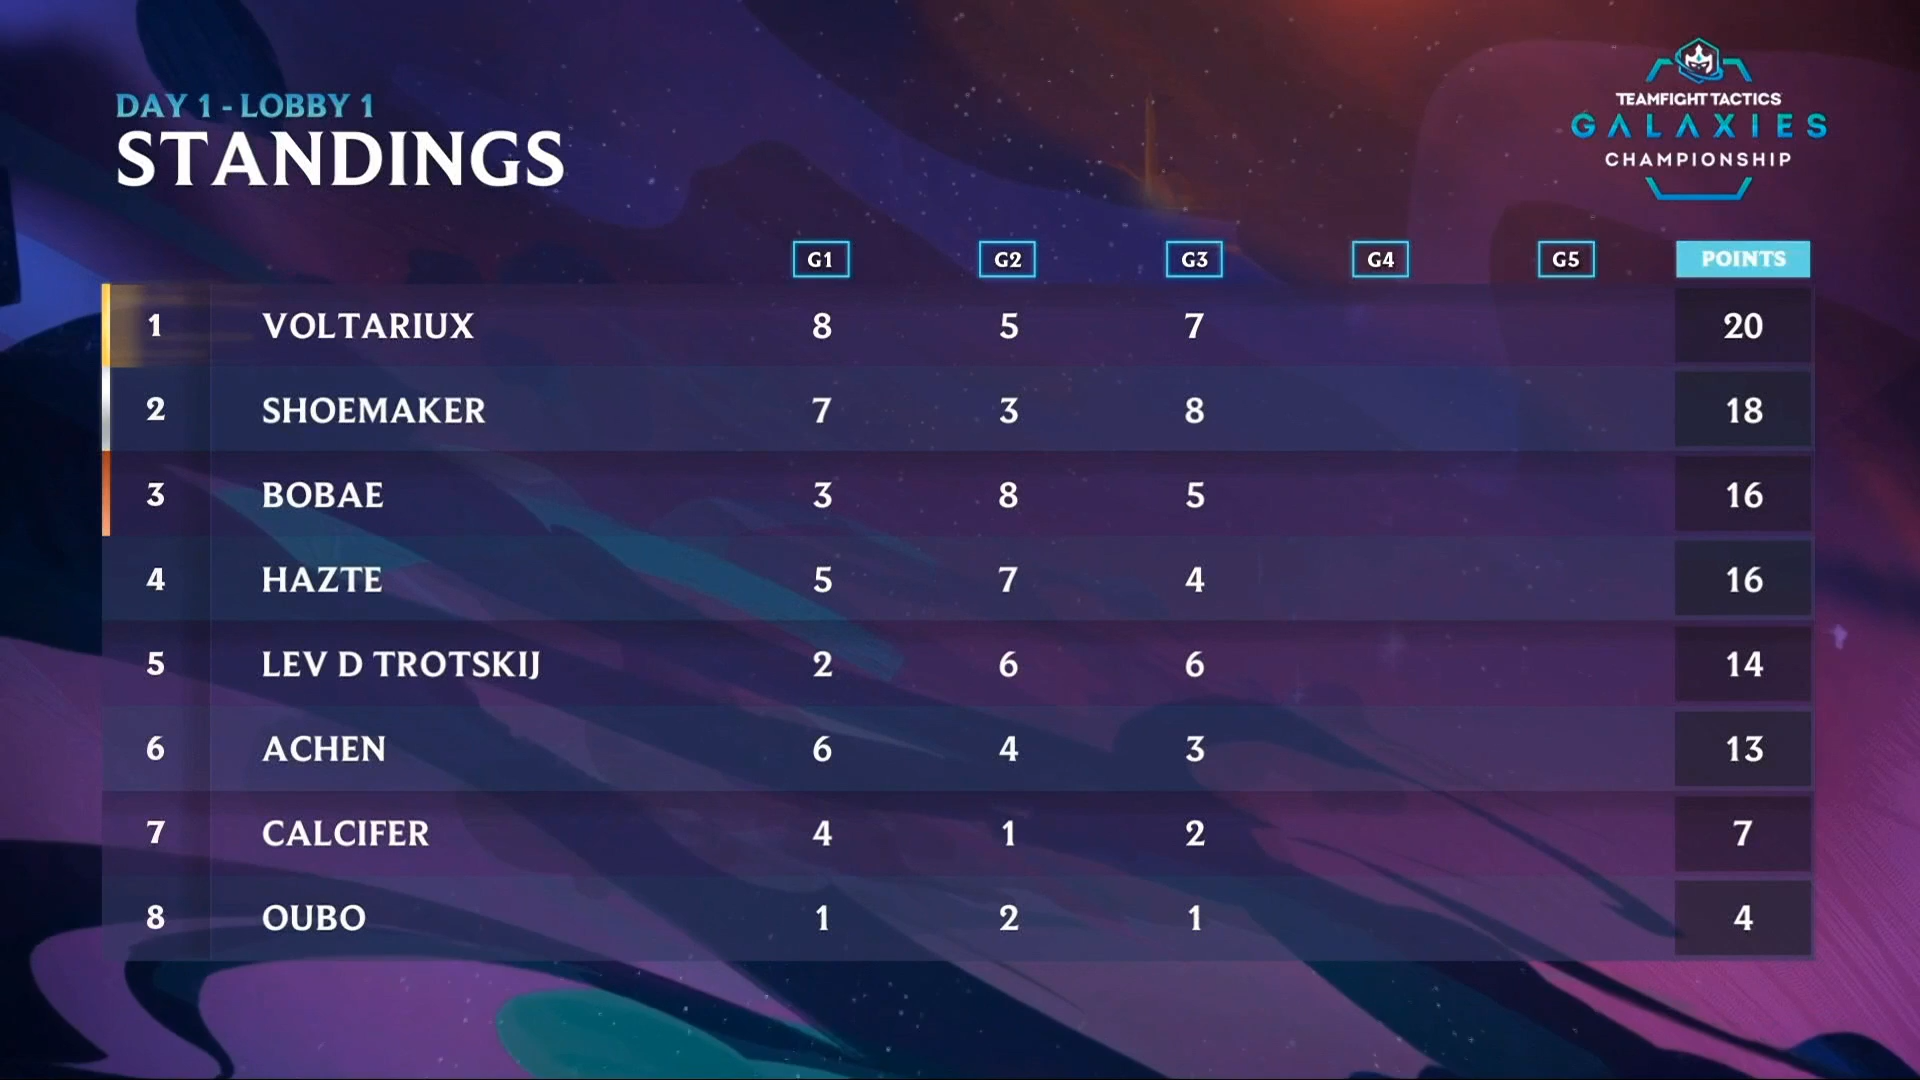 DAY 1 - LOBBY 1
STANDINGS
TEAMFIGHT TACTICS
GALAXIES
CHAMPIONSHIP
G1 G2 G3 G4 G5 POINTS
1 VOLTARIUX 8 5 7 20
2 SHOEMAKER 7 3 8 18
3 BOBAE 3 8 5 16
4 HAZTE 5 7 4 16
5 LEV D TROTSKIJ 2 6 6 14
6 ACHEN 6 4 3 13
7 CALCIFER 4 1 2 7
8 OUBO 1 2 1 4